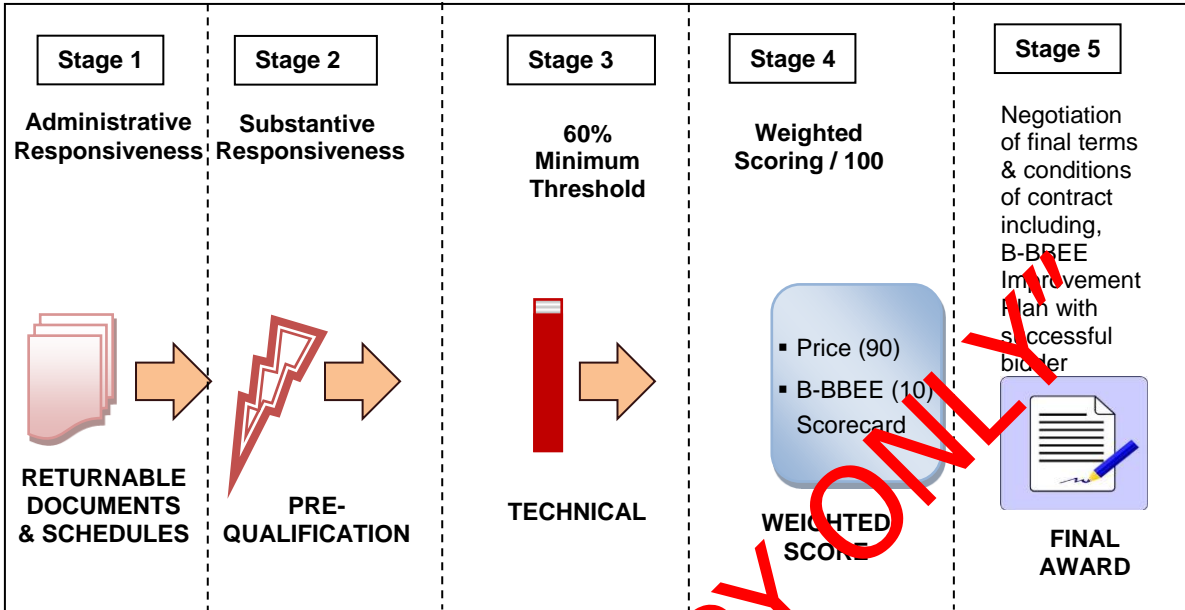 Stage 1
Administrative
Responsiveness
RETURNABLE
DOCUMENTS
& SCHEDULES
Stage 2
Substantive
Responsiveness
PRE-
QUALIFICATION
Stage 3
60%
Minimum
Threshold
TECHNICAL
Stage 4
Weighted
Scoring / 100
▪ Price (90)
▪ B-BBEE (10)
Scorecard
WEIGHTED
SCORE
Stage 5
Negotiation
of final terms
& conditions
of contract
including,
B-BBEE
Improvement
Plan with
successful
bidder
FINAL
AWARD
Y ONLY"